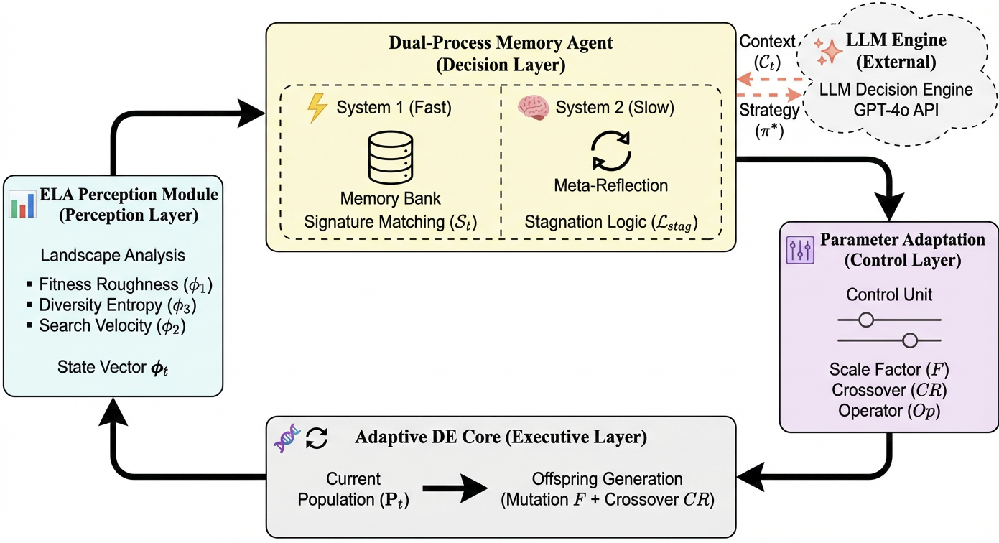 Dual-Process Memory Agent
(Decision Layer)
System 1 (Fast)
Memory Bank
Signature Matching (𝒮ₜ)
System 2 (Slow)
Meta-Reflection
Stagnation Logic (ℒ_stag)
Context
(𝒞ₜ)
Strategy
(π*)
LLM Engine
(External)
LLM Decision Engine
GPT-4o API
ELA Perception Module
(Perception Layer)
Landscape Analysis
▪ Fitness Roughness (ϕ₁)
▪ Diversity Entropy (ϕ₃)
▪ Search Velocity (ϕ₂)
State Vector ϕₜ
Parameter Adaptation
(Control Layer)
Control Unit
Scale Factor (F)
Crossover (CR)
Operator (Op)
Adaptive DE Core (Executive Layer)
Current
Population (Pₜ)
Offspring Generation
(Mutation F + Crossover CR)